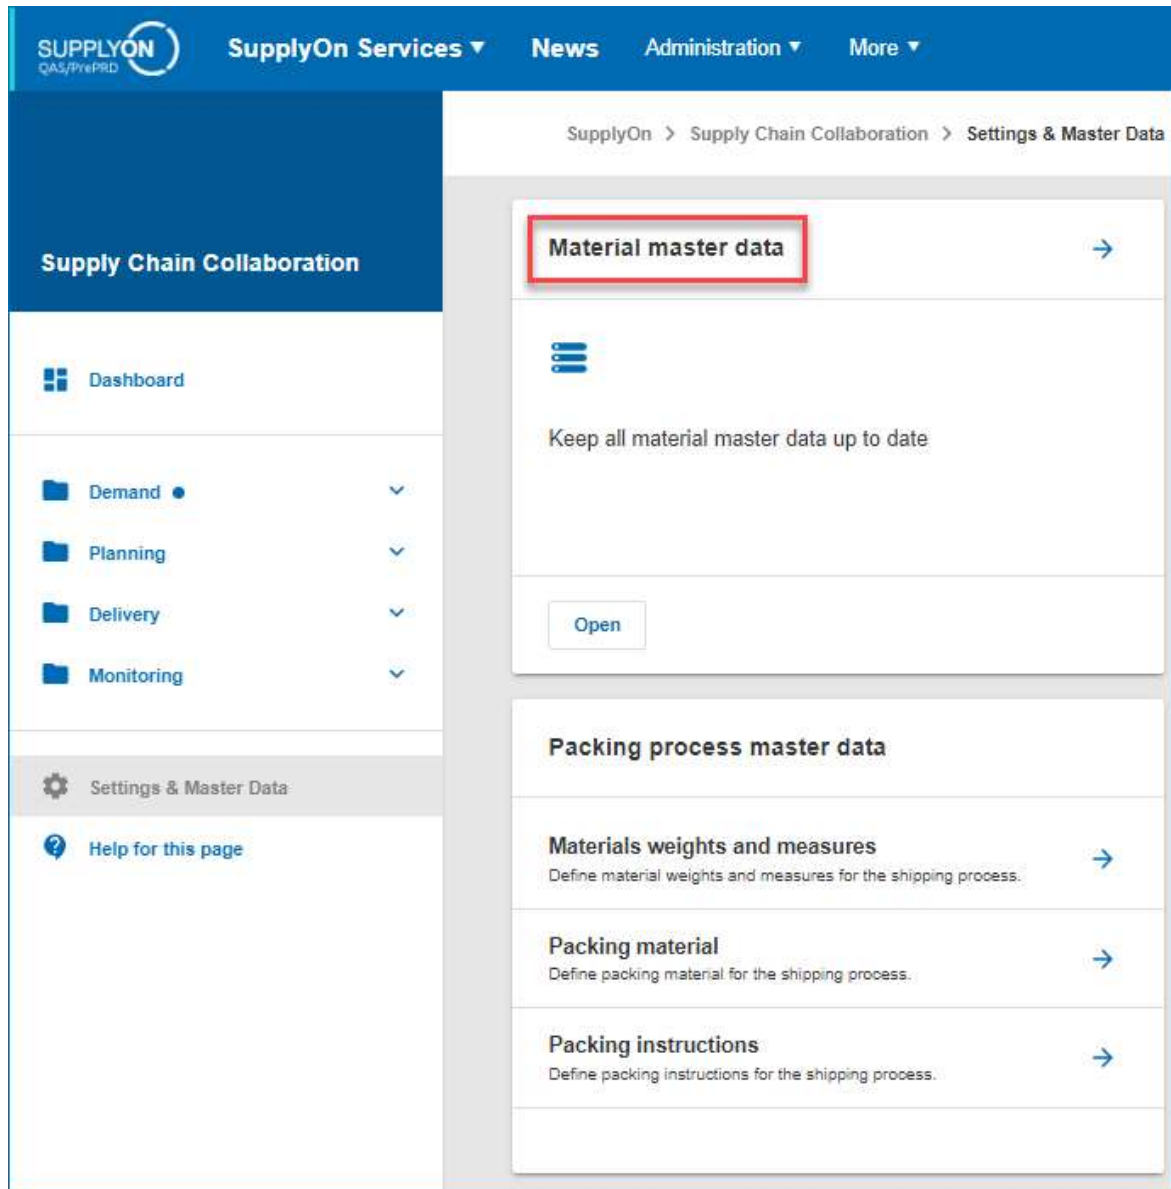 SUPPLYON
QAS/PrePRD
SupplyOn Services ▼ News Administration ▼ More ▼
SupplyOn > Supply Chain Collaboration > Settings & Master Data
Supply Chain Collaboration
Dashboard
Demand
Planning
Delivery
Monitoring
Settings & Master Data
Help for this page
Material master data
Keep all material master data up to date
Open
Packing process master data
Materials weights and measures
Define material weights and measures for the shipping process.
Packing material
Define packing material for the shipping process.
Packing instructions
Define packing instructions for the shipping process.